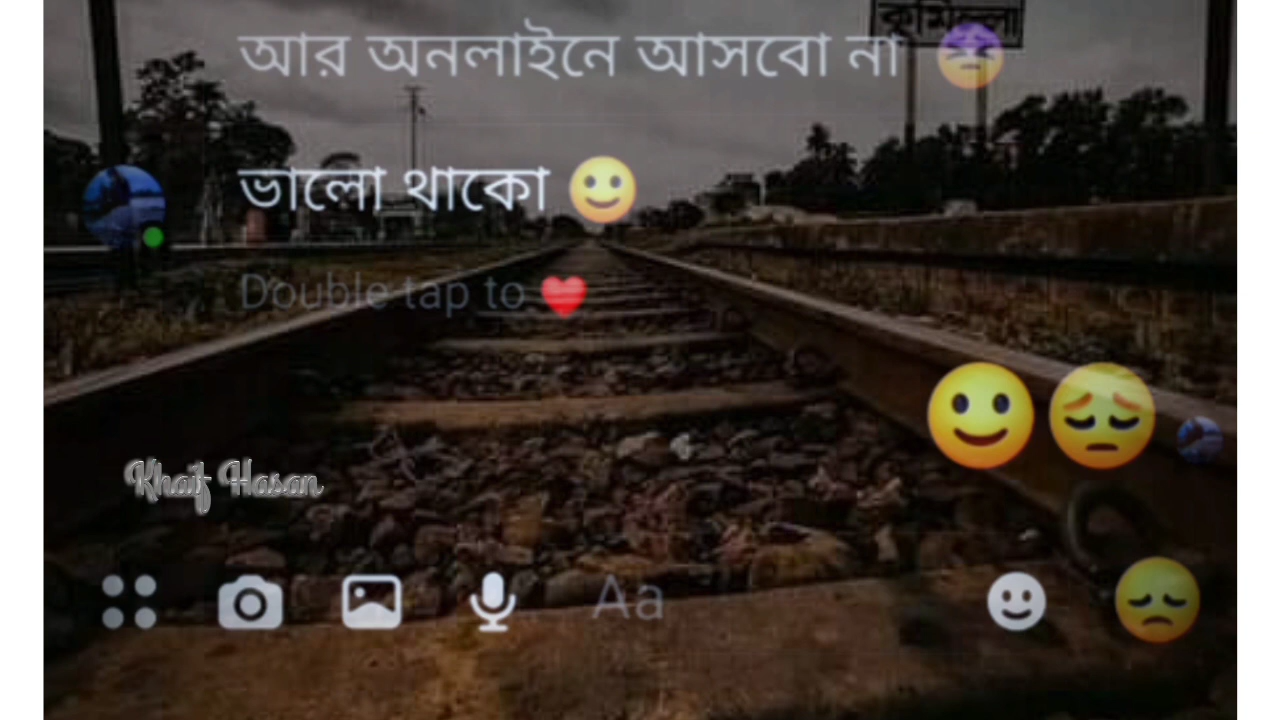 কুমিল্লা
আর অনলাইনে আসবো না
ভালো থাকো 🙂
Double tap to ❤️
Khaif Hasan
Aa